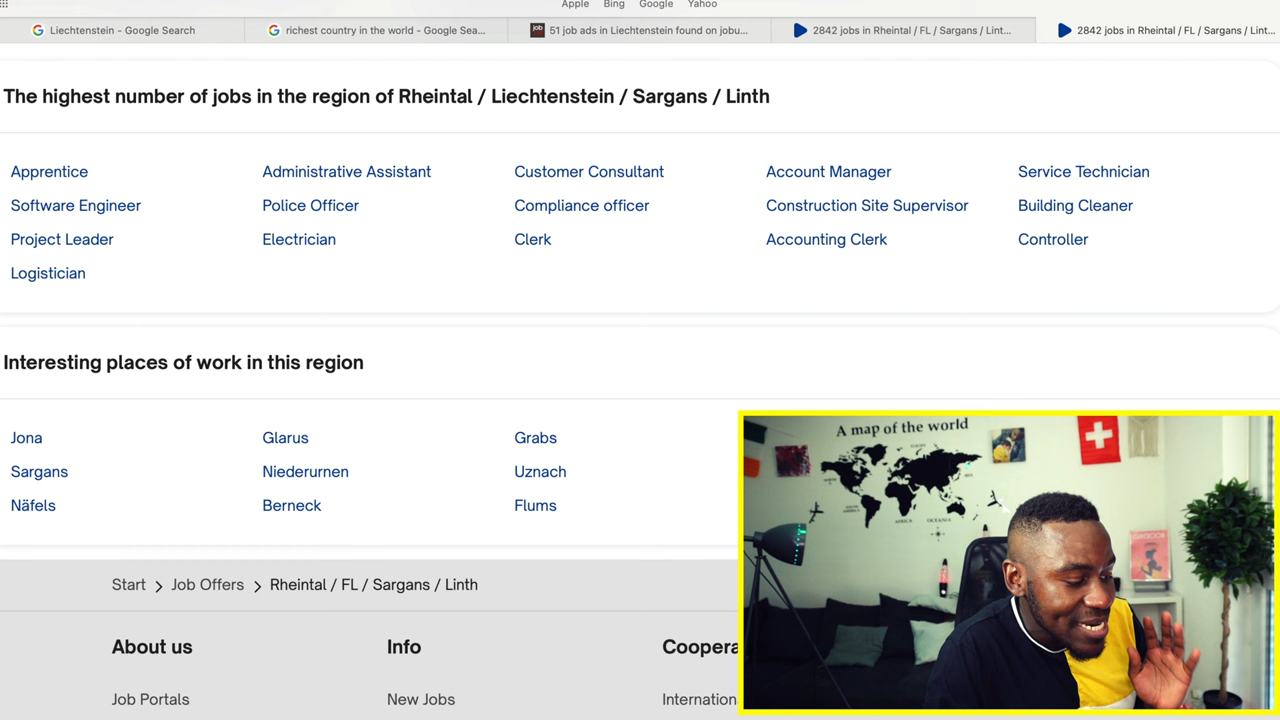 Apple Bing Google Yahoo
Liechtenstein - Google Search
richest country in the world - Google Sea...
job
51 job ads in Liechtenstein found on jobu...
2842 jobs in Rheintal / FL / Sargans / Lint...
2842 jobs in Rheintal / FL / Sargans / Lint...
The highest number of jobs in the region of Rheintal / Liechtenstein / Sargans / Linth
Apprentice Administrative Assistant Customer Consultant Account Manager Service Technician
Software Engineer Police Officer Compliance officer Construction Site Supervisor Building Cleaner
Project Leader Electrician Clerk Accounting Clerk Controller
Logistician
Interesting places of work in this region
Jona Glarus Grabs
Sargans Niederurnen Uznach
Näfels Berneck Flums
A map of the world
AFRICA OCEANIA
Start > Job Offers > Rheintal / FL / Sargans / Linth
About us Info Coopera
Job Portals New Jobs Internation